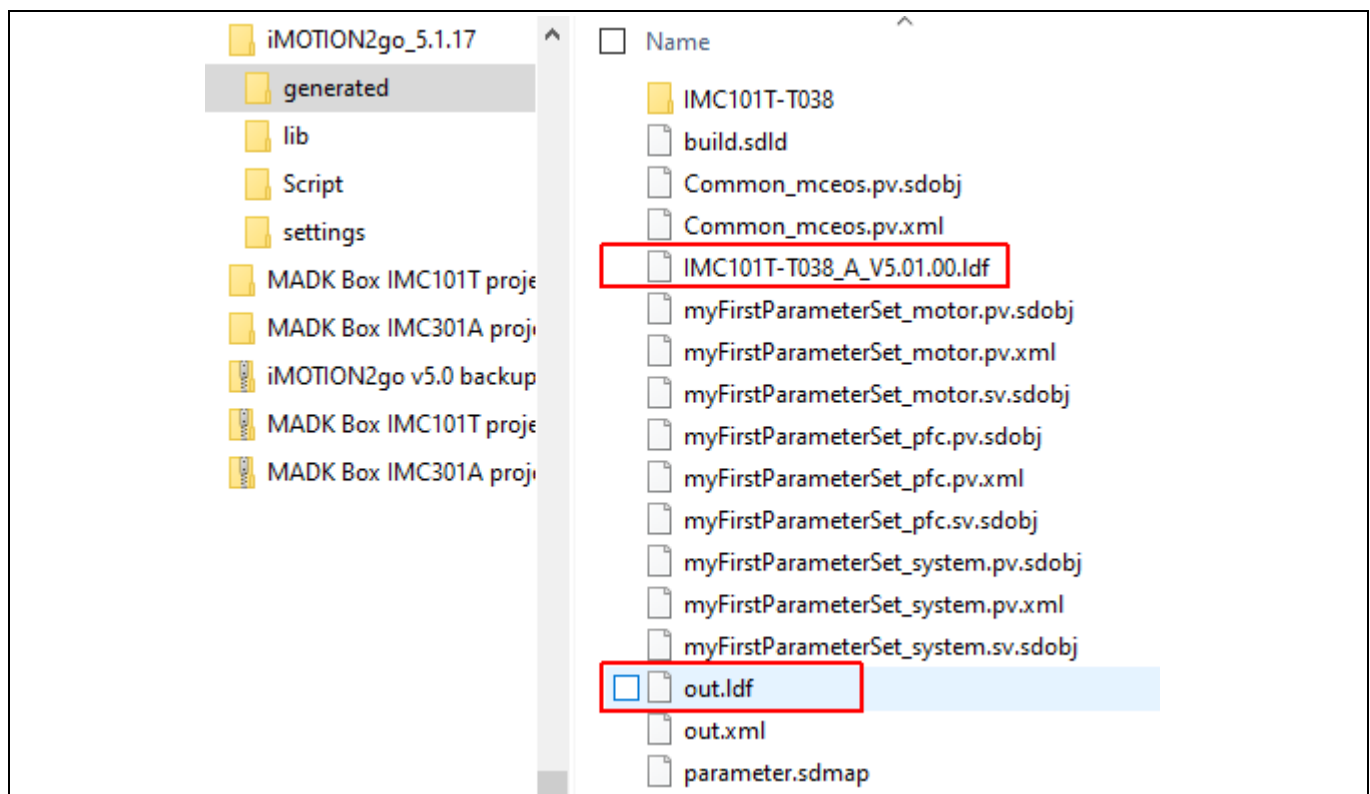 iMOTION2go_5.1.17
generated
lib
Script
settings
MADK Box IMC101T proje
MADK Box IMC301A proj
iMOTION2go v5.0 backup
MADK Box IMC101T proje
MADK Box IMC301A proj
Name
IMC101T-T038
build.sdld
Common_mceos.pv.sdobj
Common_mceos.pv.xml
IMC101T-T038_A_V5.01.00.ldf
myFirstParameterSet_motor.pv.sdobj
myFirstParameterSet_motor.pv.xml
myFirstParameterSet_motor.sv.sdobj
myFirstParameterSet_pfc.pv.sdobj
myFirstParameterSet_pfc.pv.xml
myFirstParameterSet_pfc.sv.sdobj
myFirstParameterSet_system.pv.sdobj
myFirstParameterSet_system.pv.xml
myFirstParameterSet_system.sv.sdobj
out.ldf
out.xml
parameter.sdmap